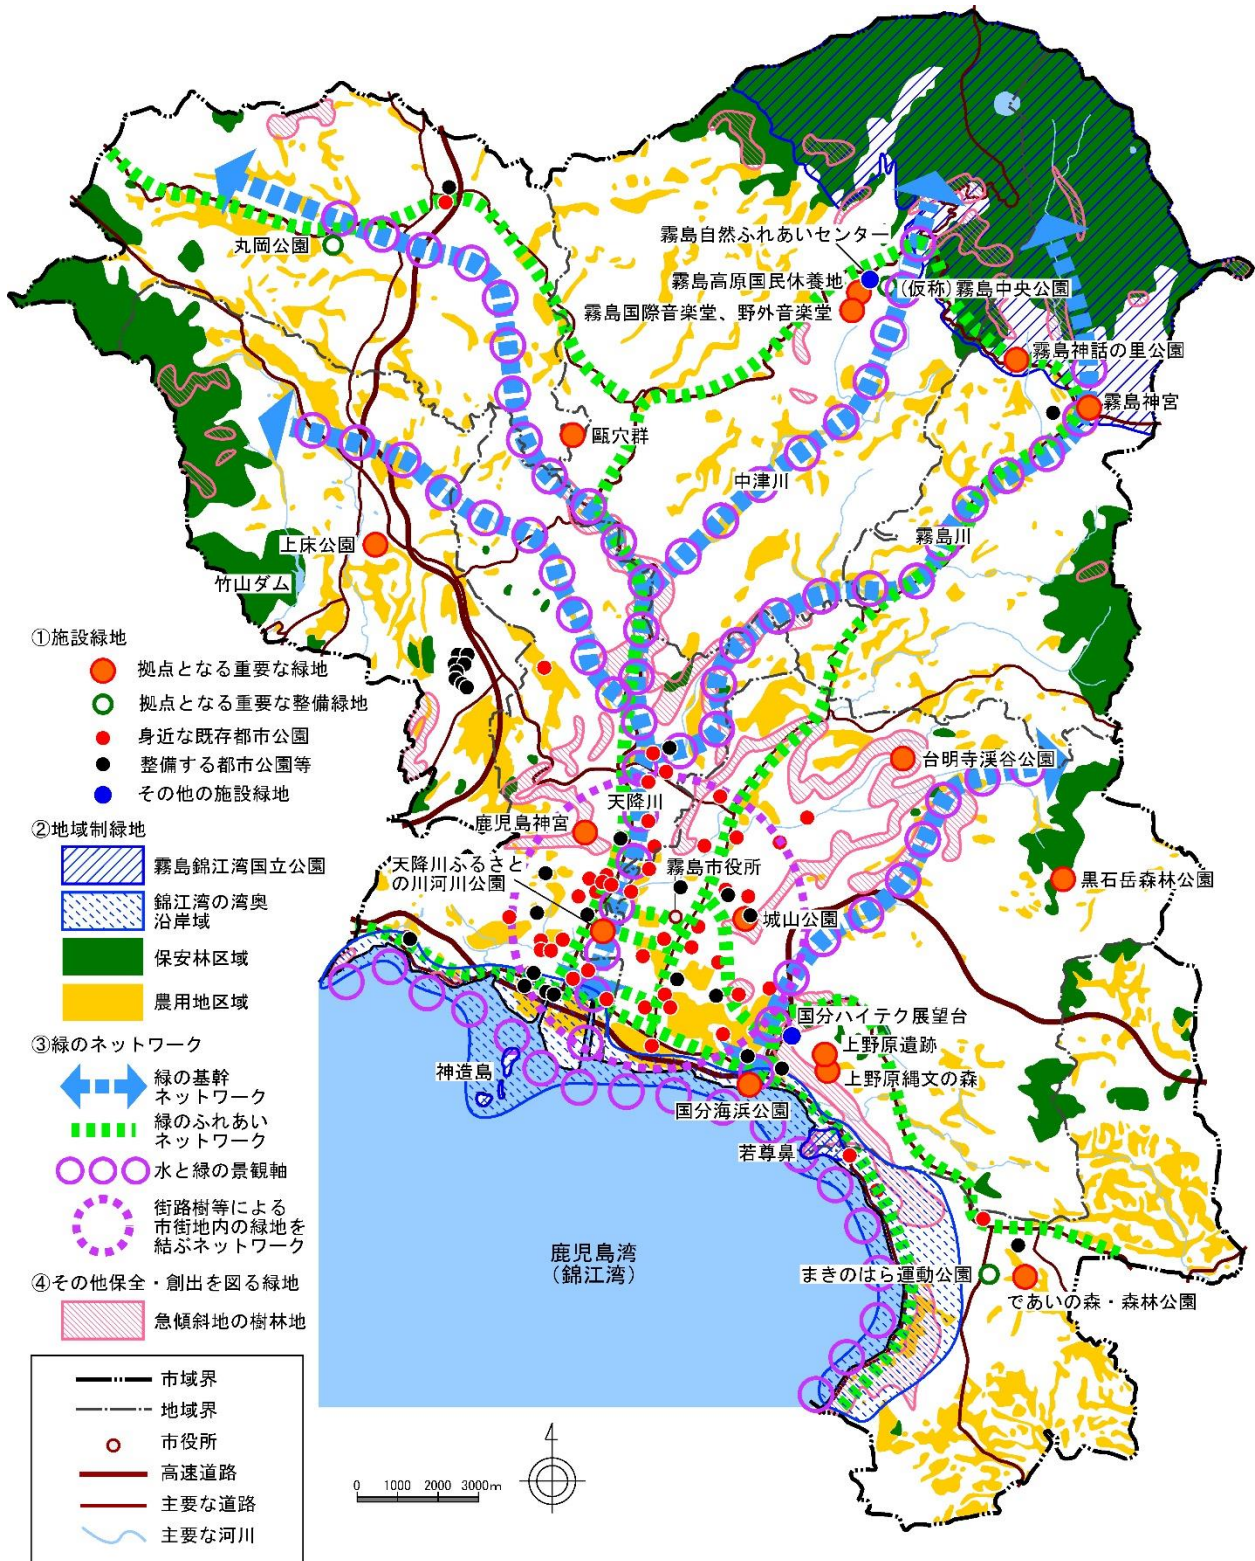 丸岡公園
霧島自然ふれあいセンター
霧島高原国民休養地
(仮称)霧島中央公園
霧島国際音楽堂、野外音楽堂
霧島神話の里公園
霧島神宮
甌穴群
中津川
霧島川
上床公園
竹山ダム
台明寺渓谷公園
天降川
鹿児島神宮
天降川ふるさと
の川河川公園
霧島市役所
城山公園
黒石岳森林公園
国分ハイテク展望台
上野原遺跡
上野原縄文の森
神造島
国分海浜公園
若尊鼻
鹿児島湾
(錦江湾)
まきのはら運動公園
であいの森・森林公園
①施設緑地
拠点となる重要な緑地
拠点となる重要な整備緑地
身近な既存都市公園
整備する都市公園等
その他の施設緑地
②地域制緑地
霧島錦江湾国立公園
錦江湾の湾奥
沿岸域
保安林区域
農用地区域
③緑のネットワーク
緑の基幹
ネットワーク
緑のふれあい
ネットワーク
水と緑の景観軸
街路樹等による
市街地内の緑地を
結ぶネットワーク
④その他保全・創出を図る緑地
急傾斜地の樹林地
市域界
地域界
市役所
高速道路
主要な道路
主要な河川
4
0 1000 2000 3000m